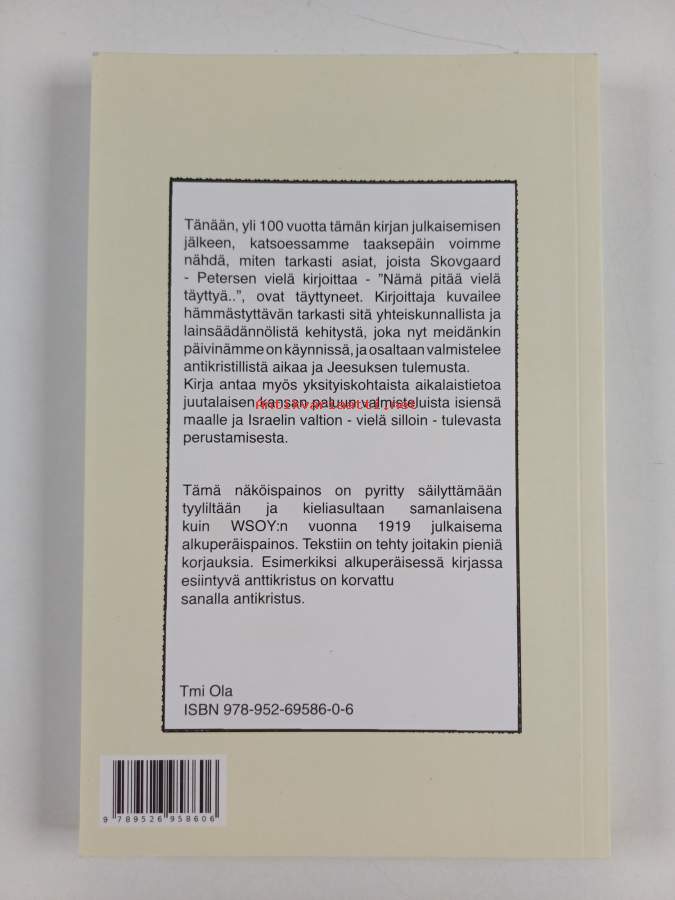 Tänään, yli 100 vuotta tämän kirjan julkaisemisen
jälkeen, katsoessamme taaksepäin voimme
nähdä, miten tarkasti asiat, joista Skovgaard
- Petersen vielä kirjoittaa - ”Nämä pitää vielä
täyttyä..”, ovat täyttyneet. Kirjoittaja kuvailee
hämmästyttävän tarkasti sitä yhteiskunnallista ja
lainsäädännölistä kehitystä, joka nyt meidänkin
päivinämme on käynnissä, ja osaltaan valmistelee
antikristillistä aikaa ja Jeesuksen tulemusta.
Kirja antaa myös yksityiskohtaista aikalaistietoa
juutalaisen kansan paluun valmisteluista isiensä
Antikvariaatti.net
maalle ja Israelin valtion - vielä silloin - tulevasta
perustamisesta.
Tämä näköispainos on pyritty säilyttämään
tyyliltään ja kieliasultaan samanlaisena
kuin WSOY:n vuonna 1919 julkaisema
alkuperäispainos. Tekstiin on tehty joitakin pieniä
korjauksia. Esimerkiksi alkuperäisessä kirjassa
esiintyvä anttikristus on korvattu
sanalla antikristus.
Tmi Ola
ISBN 978-952-69586-0-6
9 789526 958606